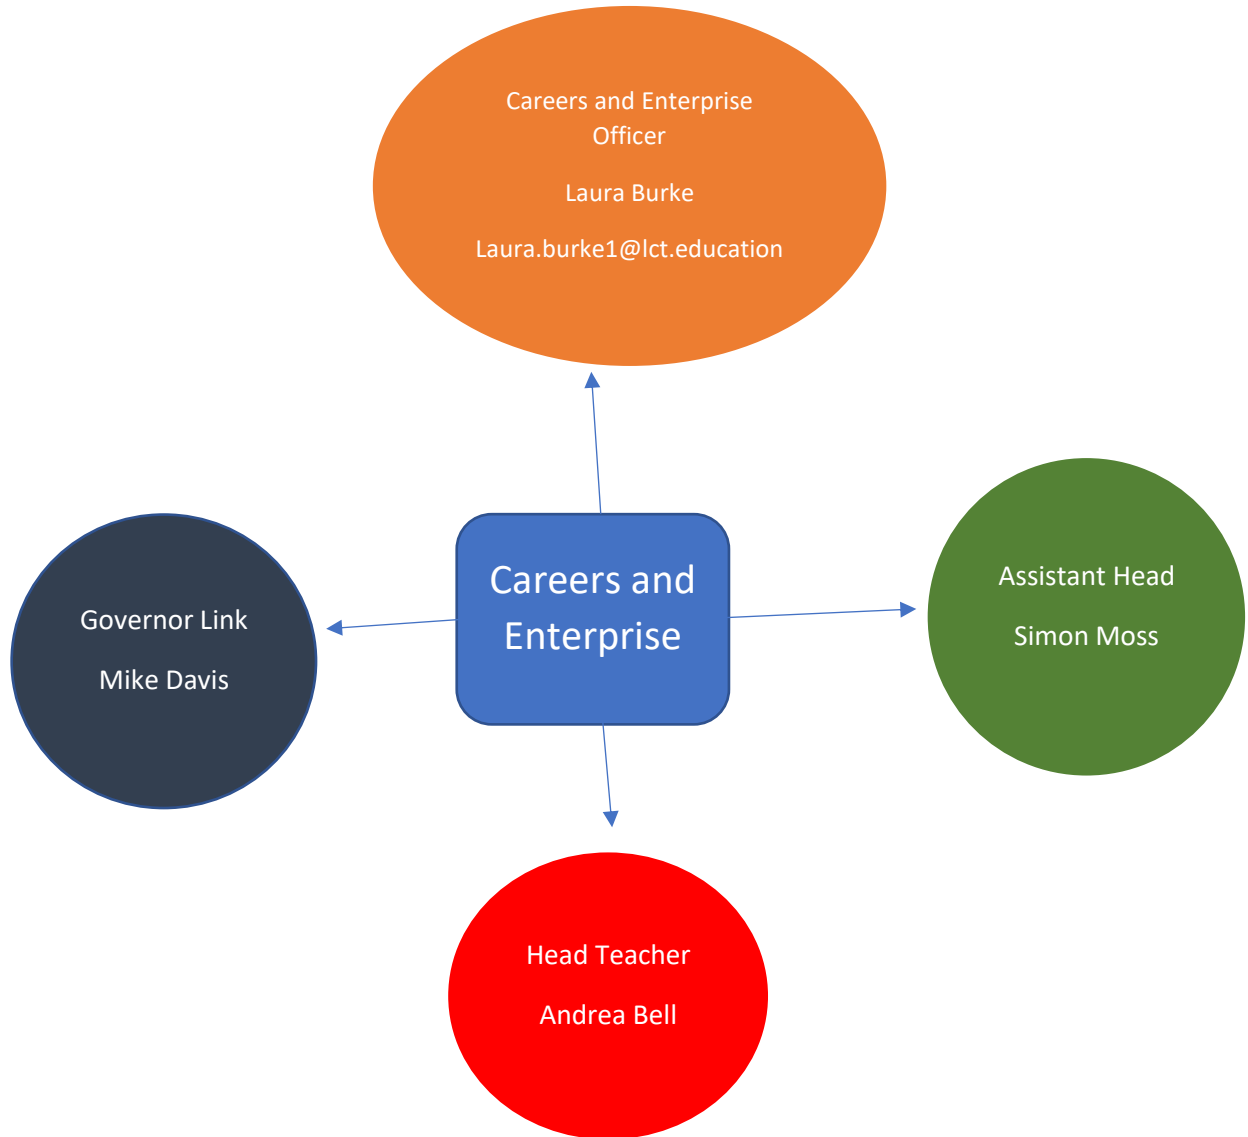 Careers and Enterprise
Officer
Laura Burke
Laura.burke1@lct.education
Careers and
Enterprise
Assistant Head
Simon Moss
Governor Link
Mike Davis
Head Teacher
Andrea Bell